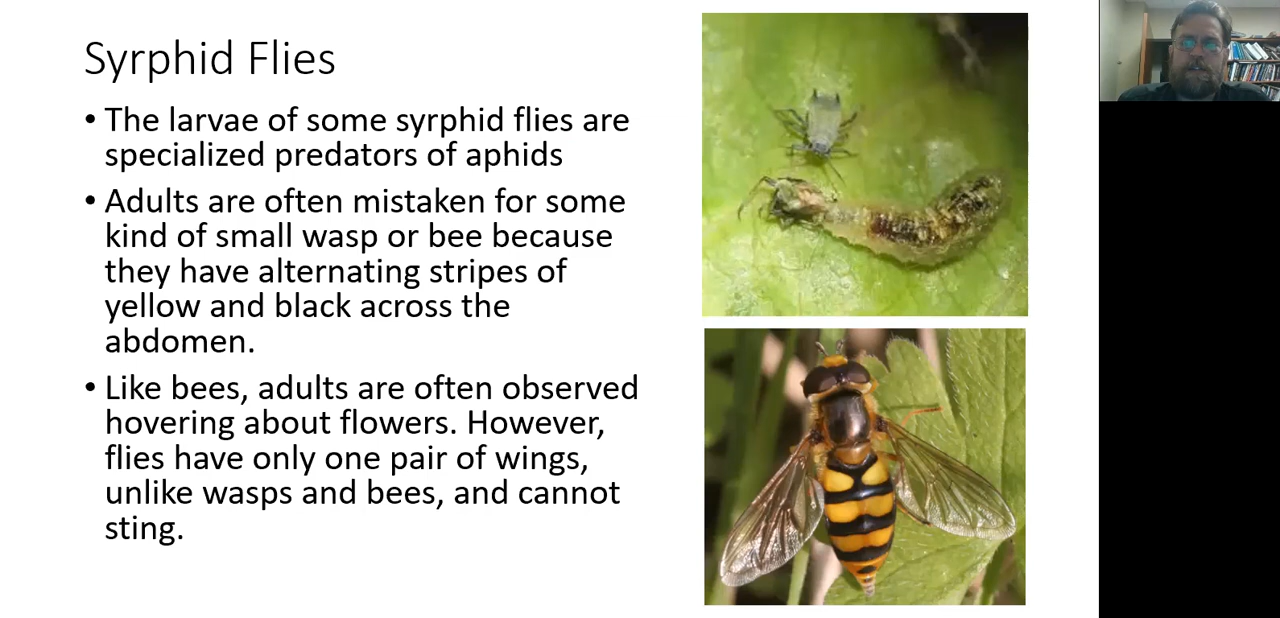 Syrphid Flies
• The larvae of some syrphid flies are
specialized predators of aphids
• Adults are often mistaken for some
kind of small wasp or bee because
they have alternating stripes of
yellow and black across the
abdomen.
• Like bees, adults are often observed
hovering about flowers. However,
flies have only one pair of wings,
unlike wasps and bees, and cannot
sting.